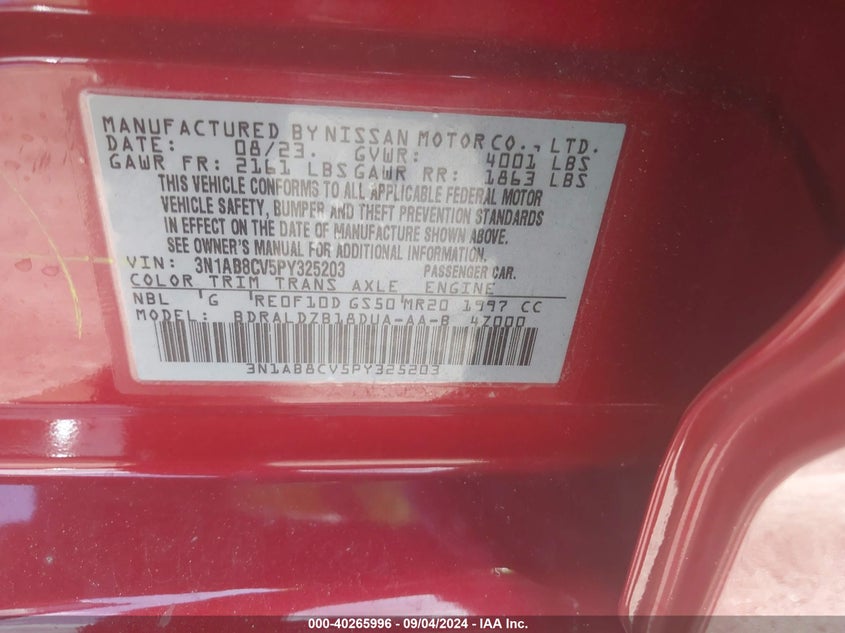 MANUFACTURED BY NISSAN MOTOR CO., LTD.
DATE: 08/23. GVWR: 4001 LBS
GAWR FR: 2161 LBS GAWR RR: 1863 LBS
THIS VEHICLE CONFORMS TO ALL APPLICABLE FEDERAL MOTOR
VEHICLE SAFETY, BUMPER AND THEFT PREVENTION STANDARDS
IN EFFECT ON THE DATE OF MANUFACTURE SHOWN ABOVE.
SEE OWNER'S MANUAL FOR ADDITIONAL INFORMATION.
VIN: 3N1AB8CV5PY325203 PASSENGER CAR.
COLOR TRIM TRANS AXLE ENGINE
NBL G RE0F10D GS50 MR20 1997 CC
MODEL: BDRALDZB18DUA-AA-B 47000
3N1AB8CV5PY325203
000-40265996 - 09/04/2024 - IAA Inc.